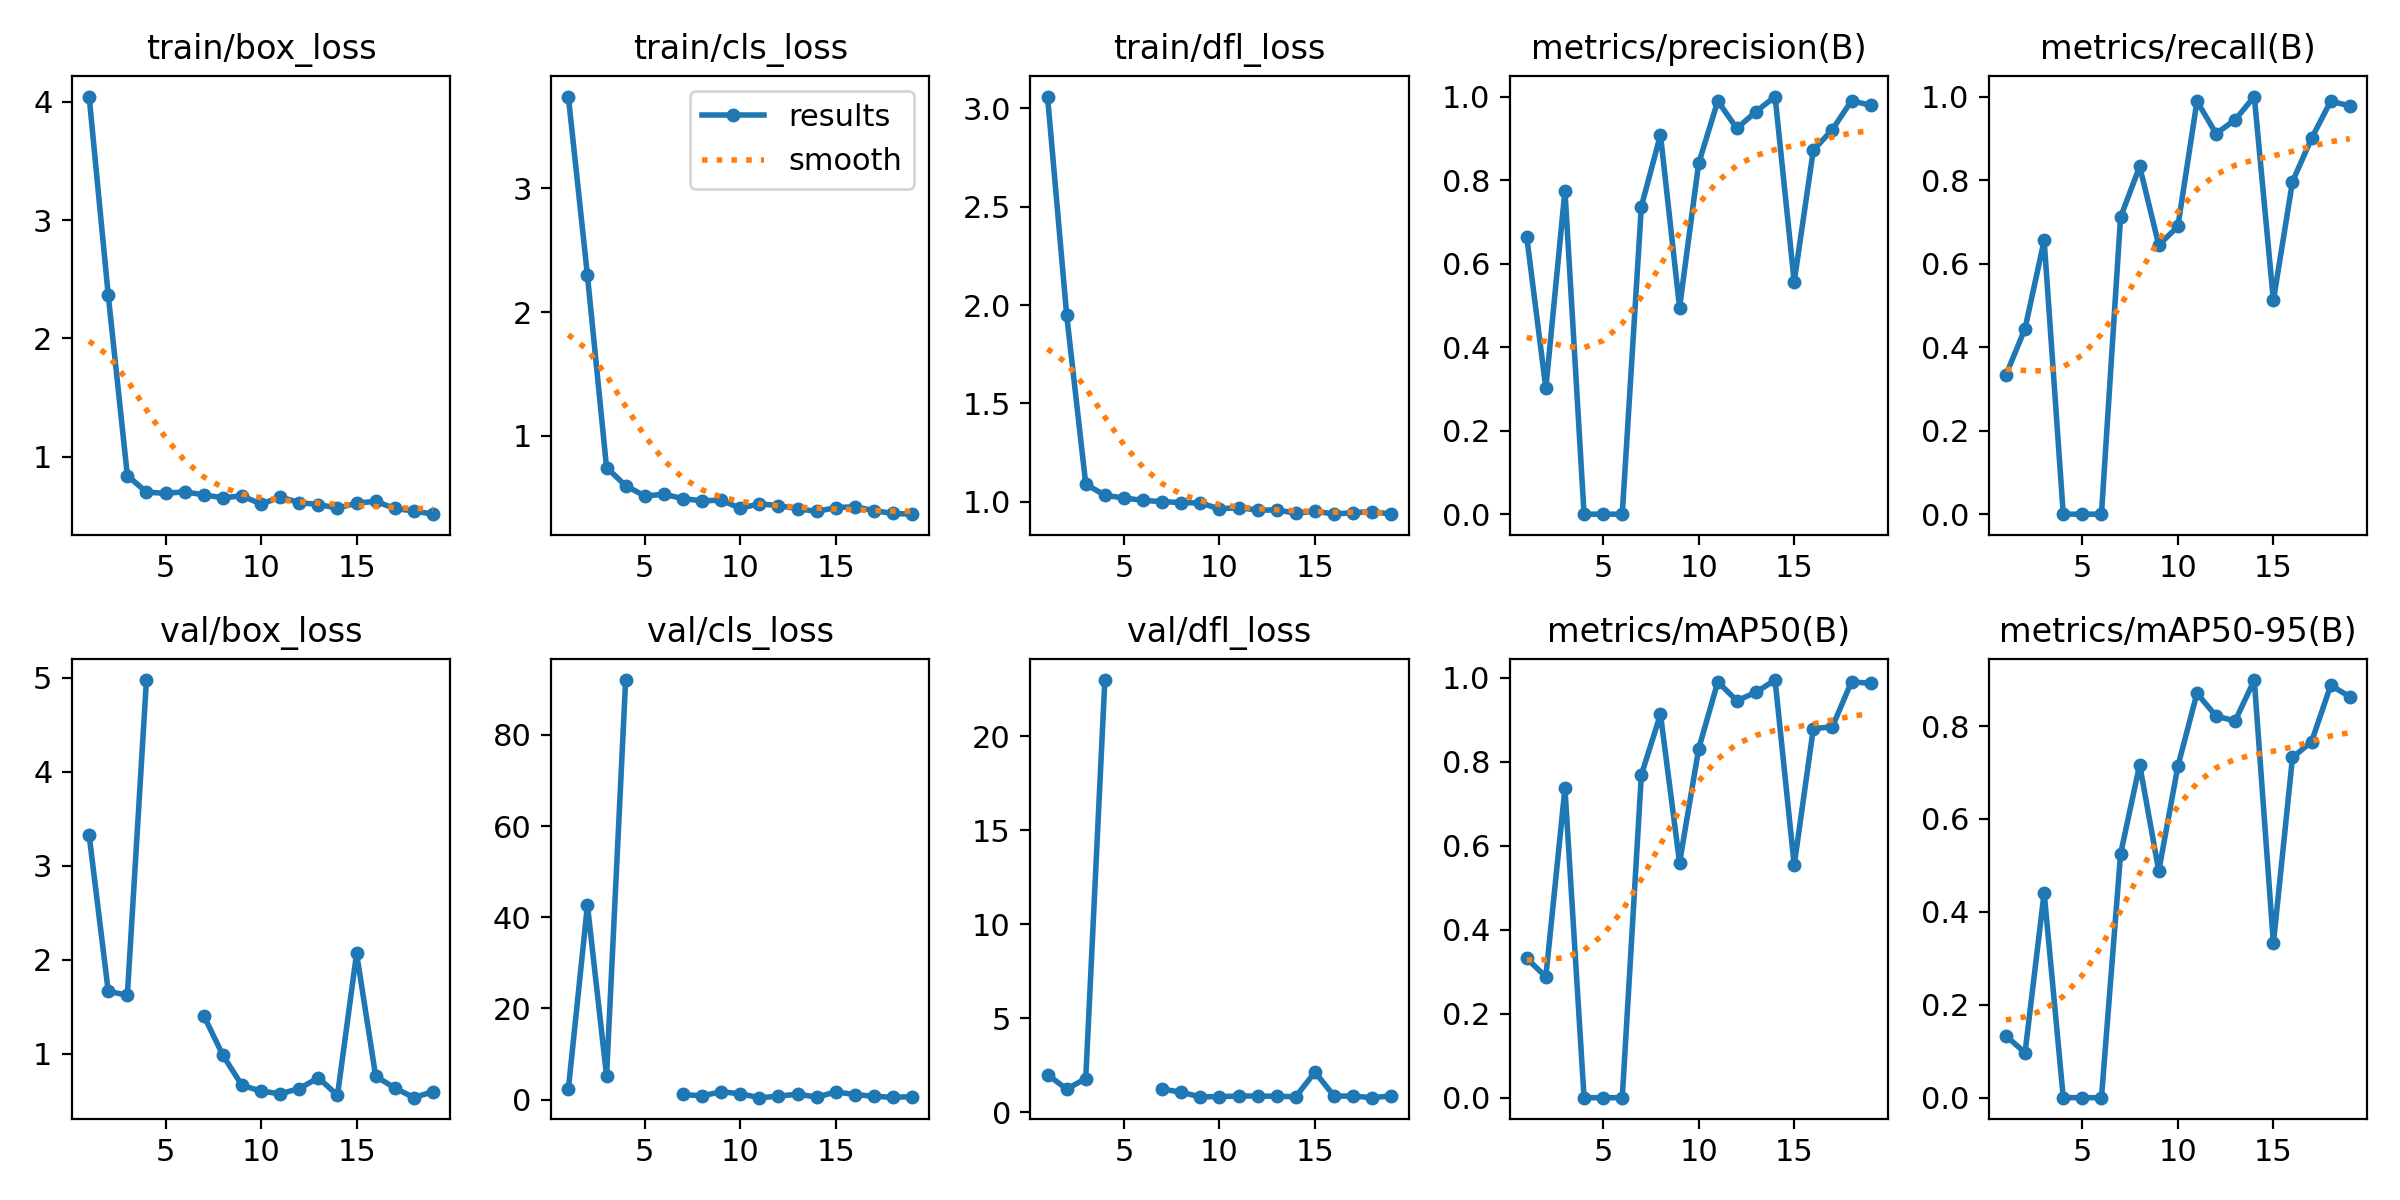 train/box_loss
4
3
2
1
5 10 15
train/cls_loss
results
smooth
3
2
1
5 10 15
train/dfl_loss
3.0
2.5
2.0
1.5
1.0
5 10 15
metrics/precision(B)
1.0
0.8
0.6
0.4
0.2
0.0
5 10 15
metrics/recall(B)
1.0
0.8
0.6
0.4
0.2
0.0
5 10 15
val/box_loss
5
4
3
2
1
5 10 15
val/cls_loss
80
60
40
20
0
5 10 15
val/dfl_loss
20
15
10
5
0
5 10 15
metrics/mAP50(B)
1.0
0.8
0.6
0.4
0.2
0.0
5 10 15
metrics/mAP50-95(B)
0.8
0.6
0.4
0.2
0.0
5 10 15